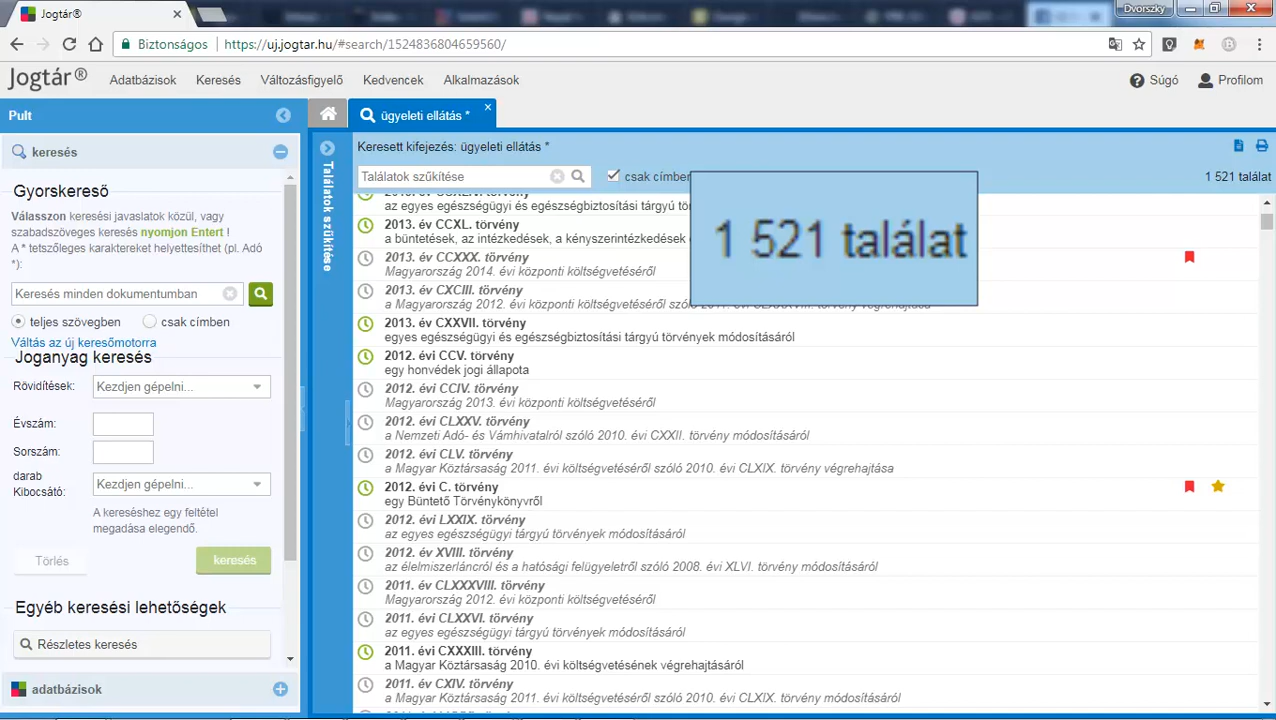 Jogtár®
Dvorszky
Biztonságos
https://uj.jogtar.hu/#search/1524836804659560/
Jogtár®
Adatbázisok
Keresés
Változásfigyelő
Kedvencek
Alkalmazások
Súgó
Profilom
Pult
keresés
Gyorskereső
Válasszon keresési javaslatok közül, vagy
szabadszöveges keresés nyomjon Entert !
A * tetszőleges karaktereket helyettesíthet (pl. Adó
*):
Keresés minden dokumentumban
teljes szövegben
csak címben
Váltás az új keresőmotorra
Joganyag keresés
Rövidítések:
Kezdjen gépelni...
Évszám:
Sorszám:
darab
Kibocsátó:
Kezdjen gépelni...
A kereséshez egy feltétel
megadása elegendő.
Törlés
keresés
Egyéb keresési lehetőségek
Részletes keresés
adatbázisok
ügyeleti ellátás *
Találatok szűkítése
Keresett kifejezés: ügyeleti ellátás *
Találatok szűkítése
csak címben
1 521 találat
1 521 találat
az egyes egészségügyi és egészségbiztosítási tárgyú tör
2013. év CCXL. törvény
a büntetések, az intézkedések, a kényszerintézkedések
2013. év CCXXX. törvény
Magyarország 2014. évi központi költségvetéséről
2013. év CXCIII. törvény
a Magyarország 2012. évi központi költségvetéséről szóló
2013. év CXXVII. törvény
egyes egészségügyi és egészségbiztosítási tárgyú törvények módosításáról
2012. évi CCV. törvény
egy honvédek jogi állapota
2012. évi CCIV. törvény
Magyarország 2013. évi központi költségvetéséről
2012. évi CLXXV. törvény
a Nemzeti Adó- és Vámhivatalról szóló 2010. évi CXXII. törvény módosításáról
2012. évi CLV. törvény
a Magyar Köztársaság 2011. évi költségvetéséről szóló 2010. évi CLXIX. törvény végrehajtása
2012. évi C. törvény
egy Büntető Törvénykönyvről
2012. évi LXXIX. törvény
az egyes egészségügyi tárgyú törvények módosításáról
2012. év XVIII. törvény
az élelmiszerláncról és a hatósági felügyeletről szóló 2008. évi XLVI. törvény módosításáról
2011. év CLXXXVIII. törvény
Magyarország 2012. évi központi költségvetéséről
2011. évi CLXXVI. törvény
az egyes egészségügyi tárgyú törvények módosításáról
2011. évi CXXXIII. törvény
a Magyar Köztársaság 2010. évi költségvetésének végrehajtásáról
2011. év CXIV. törvény
a Magyar Köztársaság 2011. évi költségvetéséről szóló 2010. évi CLXIX. törvény módosításáról